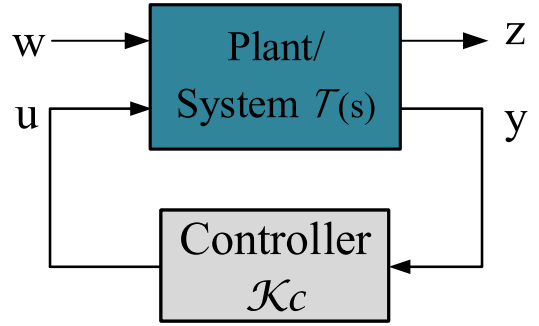 w
z
Plant/
System 𝒯(s)
u
y
Controller
𝒦c